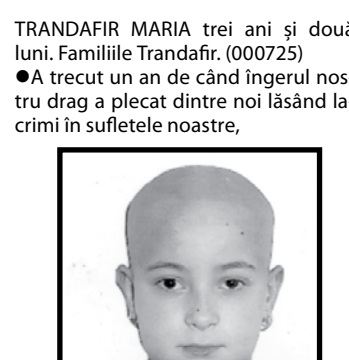 TRANDAFIR MARIA trei ani și două
luni. Familiile Trandafir. (000725)
●A trecut un an de când îngerul nos
tru drag a plecat dintre noi lăsând la
crimi în sufletele noastre,